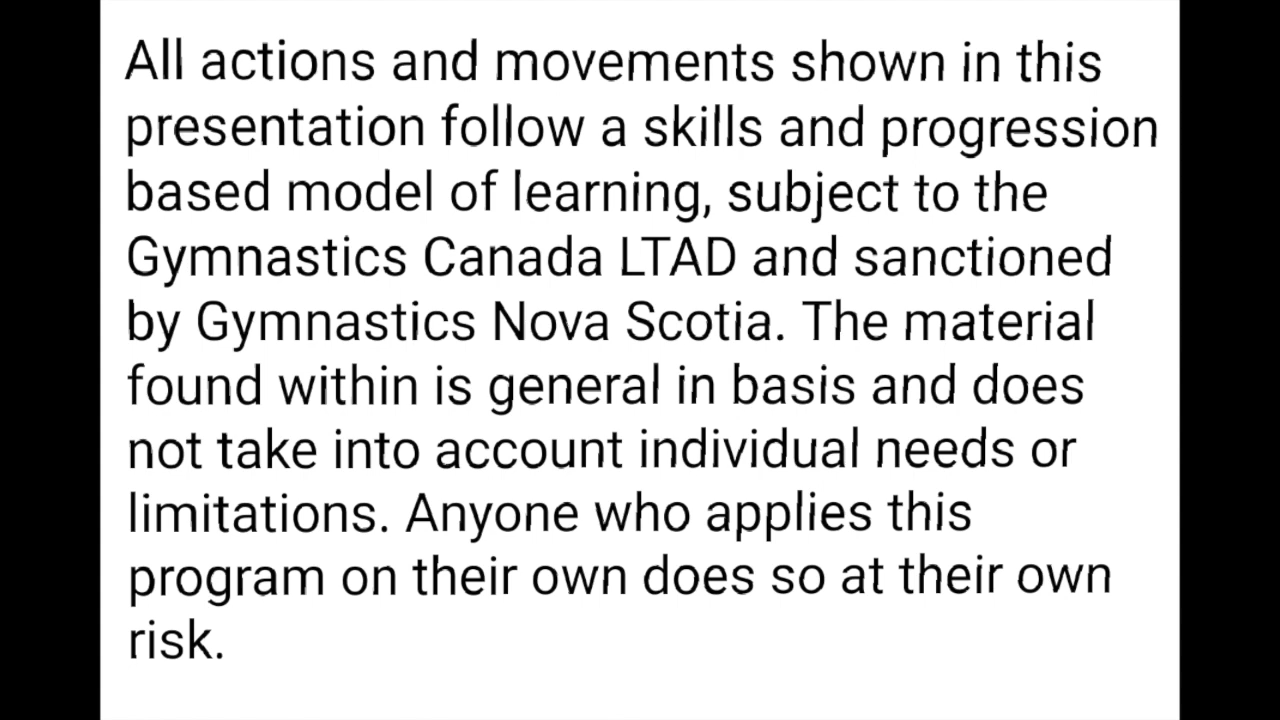 All actions and movements shown in this
presentation follow a skills and progression
based model of learning, subject to the
Gymnastics Canada LTAD and sanctioned
by Gymnastics Nova Scotia. The material
found within is general in basis and does
not take into account individual needs or
limitations. Anyone who applies this
program on their own does so at their own
risk.